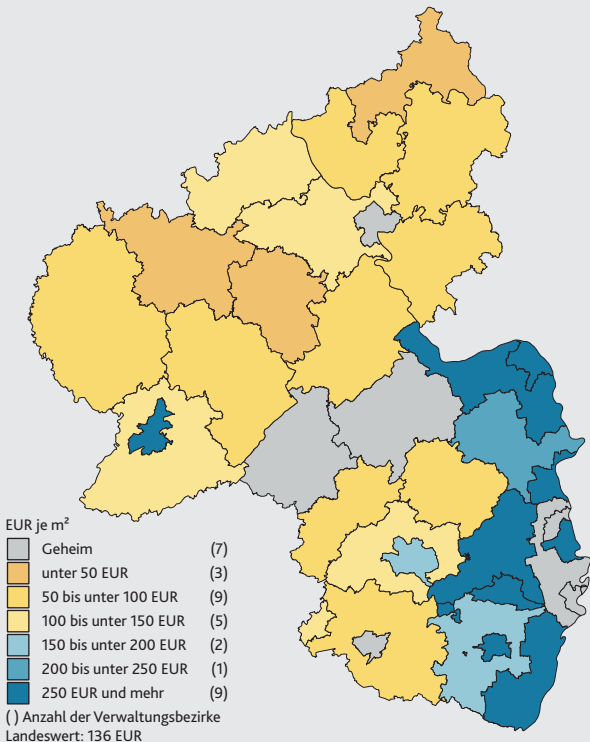 EUR je m²
Geheim (7)
unter 50 EUR (3)
50 bis unter 100 EUR (9)
100 bis unter 150 EUR (5)
150 bis unter 200 EUR (2)
200 bis unter 250 EUR (1)
250 EUR und mehr (9)
( ) Anzahl der Verwaltungsbezirke
Landeswert: 136 EUR